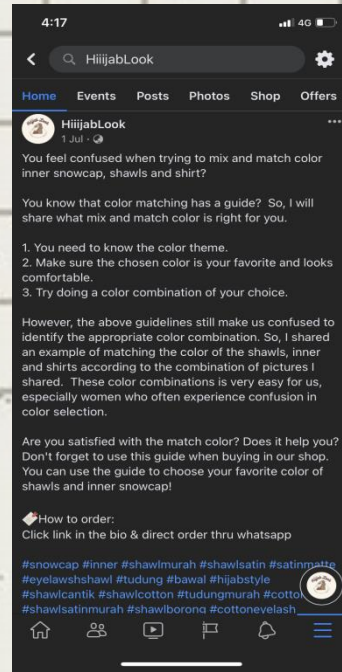 4:17
4G
HiiijabLook
Home Events Posts Photos Shop Offers
HiiijabLook
1 Jul ·
You feel confused when trying to mix and match color
inner snowcap, shawls and shirt?
You know that color matching has a guide? So, I will
share what mix and match color is right for you.
1. You need to know the color theme.
2. Make sure the chosen color is your favorite and looks
comfortable.
3. Try doing a color combination of your choice.
However, the above guidelines still make us confused to
identify the appropriate color combination. So, I shared
an example of matching the color of the shawls, inner
and shirts according to the combination of pictures I
shared. These color combinations is very easy for us,
especially women who often experience confusion in
color selection.
Are you satisfied with the match color? Does it help you?
Don't forget to use this guide when buying in our shop.
You can use the guide to choose your favorite color of
shawls and inner snowcap!
How to order:
Click link in the bio & direct order thru whatsapp
#snowcap #inner #shawlmurah #shawlsatin #satinmatte
#eyelawshshawl #tudung #bawal #hijabstyle
#shawlcantik #shawlcotton #tudungmurah
#shawlsatinmurah #shawlborong #cottoneyelash